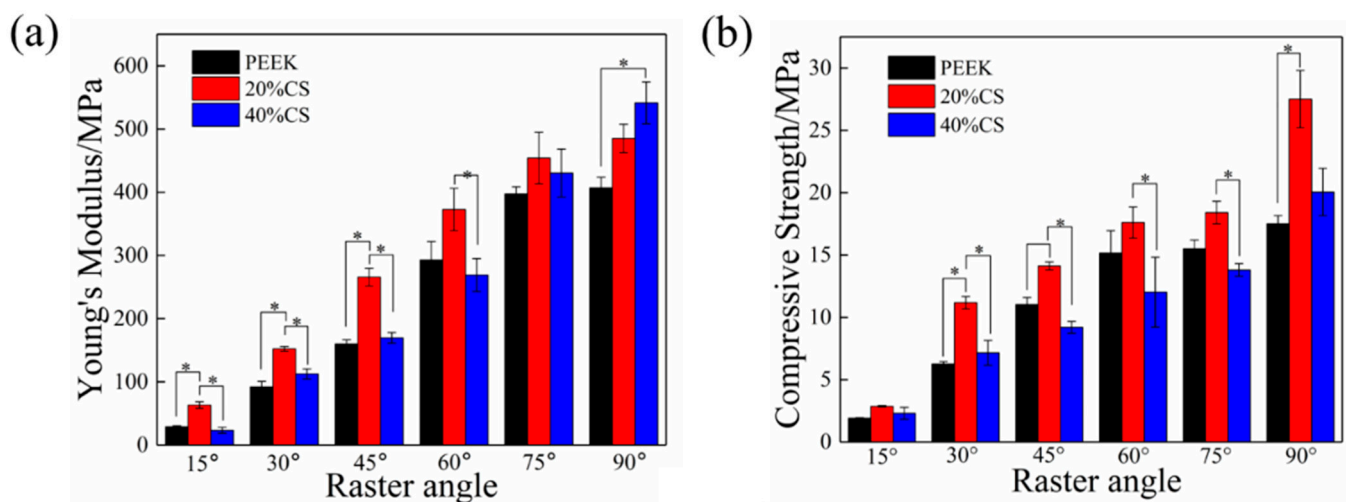 (a)
Young's Modulus/MPa
600
500
400
300
200
100
0
PEEK
20%CS
40%CS
* * * * * * * *
15° 30° 45° 60° 75° 90°
Raster angle
(b)
Compressive Strength/MPa
30
25
20
15
10
5
0
PEEK
20%CS
40%CS
* * * * * *
15° 30° 45° 60° 75° 90°
Raster angle